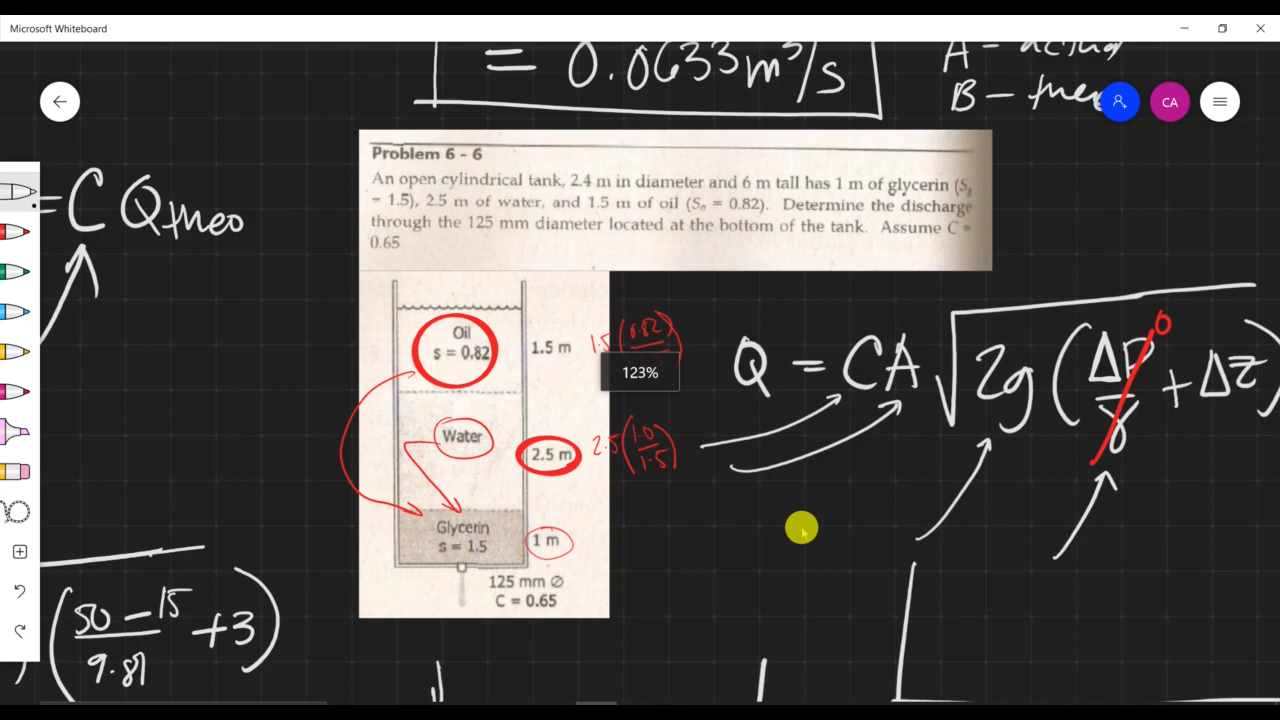 Microsoft Whiteboard
= 0.0633 m³/s
A –
B –
CA
= C Qtheo
Problem 6 - 6
An open cylindrical tank, 2.4 m in diameter and 6 m tall has 1 m of glycerin (Sg
= 1.5), 2.5 m of water, and 1.5 m of oil (So = 0.82). Determine the discharge
through the 125 mm diameter located at the bottom of the tank. Assume C =
0.65
Oil
s = 0.82
1.5 m
1.5 (0.82
123%
Water
2.5 m
2.5 (1.0/1.5)
Glycerin
s = 1.5
1 m
125 mm ∅
C = 0.65
Q = CA √2g (ΔP/γ + Δz)
0
(50 – 15/9.81 + 3)